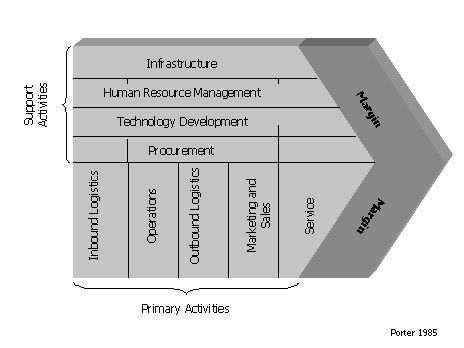 Infrastructure
Human Resource Management
Technology Development
Procurement
Support
Activities
Inbound Logistics
Operations
Outbound Logistics
Marketing and
Sales
Service
Margin
Margin
Primary Activities
Porter 1985